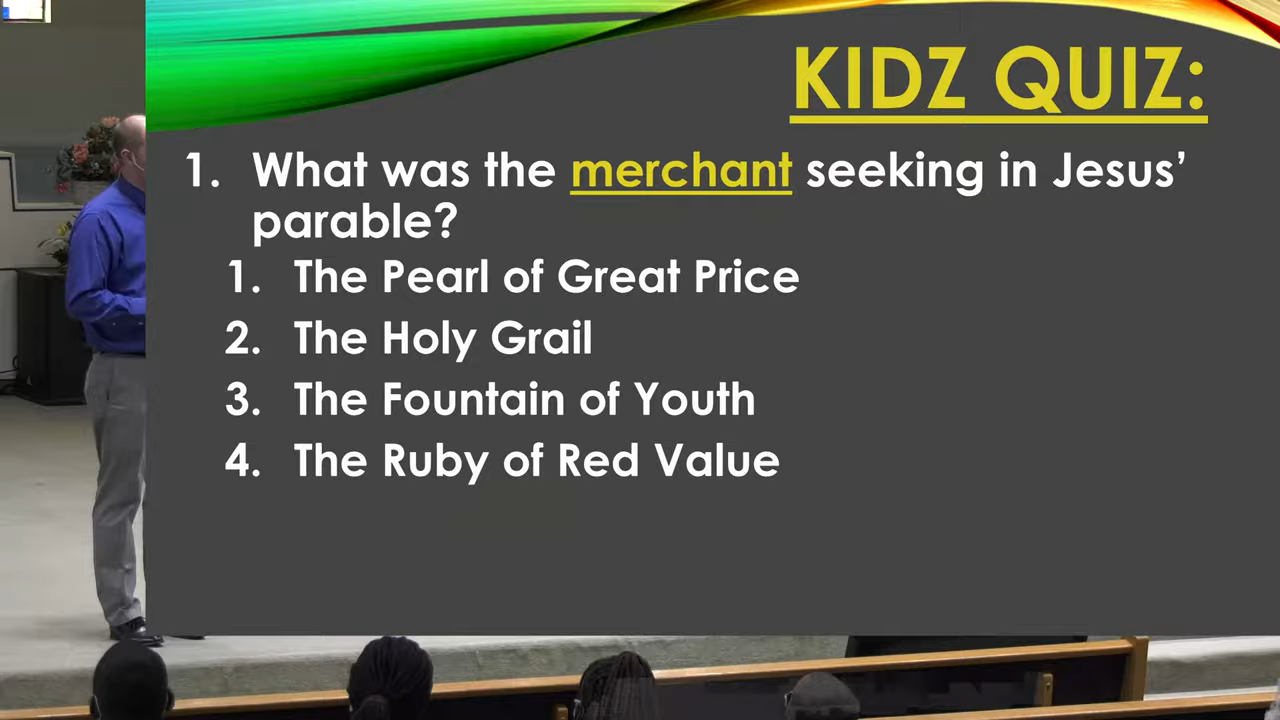 KIDZ QUIZ:
1. What was the merchant seeking in Jesus’
parable?
1. The Pearl of Great Price
2. The Holy Grail
3. The Fountain of Youth
4. The Ruby of Red Value